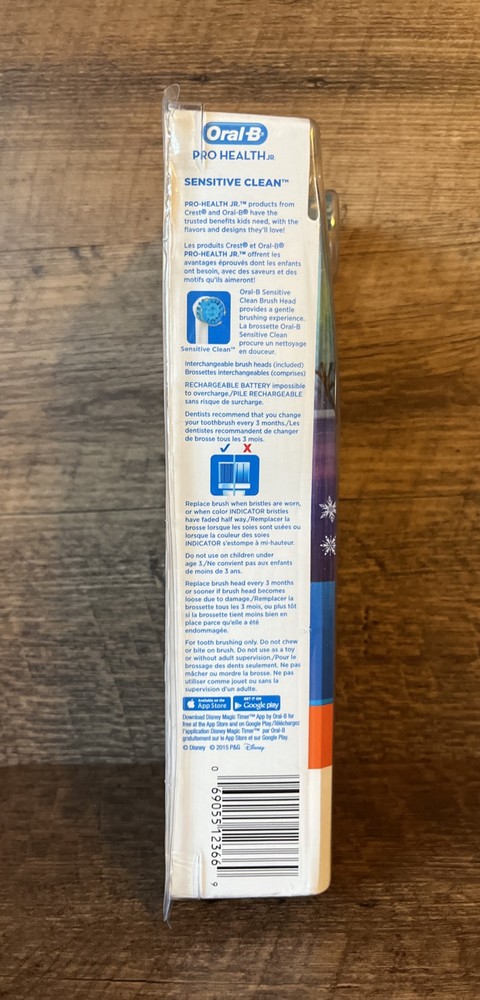 Oral-B
PRO HEALTH JR.
SENSITIVE CLEAN™
PRO-HEALTH JR.™ products from
Crest® and Oral-B® have the
trusted benefits kids need, with the
flavors and designs they'll love!
Les produits Crest® et Oral-B®
PRO-HEALTH JR.™ offrent les
avantages éprouvés dont les enfants
ont besoin, avec des saveurs et des
motifs qu'ils aimeront!
Oral-B Sensitive
Clean Brush Head
provides a gentle
brushing experience.
La brossette Oral-B
Sensitive Clean
procure un nettoyage
en douceur.
Sensitive Clean™
Interchangeable brush heads (included)
Brossettes interchangeables (comprises)
RECHARGEABLE BATTERY impossible
to overcharge./PILE RECHARGEABLE
sans risque de surcharge.
Dentists recommend that you change
your toothbrush every 3 months./Les
dentistes recommandent de changer
de brosse tous les 3 mois.
Replace brush when bristles are worn,
or when color INDICATOR bristles
have faded half way./Remplacer la
brosse lorsque les soies sont usées ou
lorsque la couleur des soies
INDICATOR s'estompe à mi-hauteur.
Do not use on children under
age 3./Ne convient pas aux enfants
de moins de 3 ans.
Replace brush head every 3 months
or sooner if brush head becomes
loose due to damage./Remplacer la
brossette tous les 3 mois, ou plus tôt
si la brossette tient moins bien en
place parce qu'elle a été
endommagée.
For tooth brushing only. Do not chew
or bite on brush. Do not use as a toy
or without adult supervision./Pour le
brossage des dents seulement. Ne pas
mâcher ou mordre la brosse. Ne pas
utiliser comme jouet ou sans la
supervision d'un adulte.
Available on the App Store GET IT ON Google play
Download Disney Magic Timer™ App by Oral-B for
free at the App Store and on Google Play./Téléchargez
l'application Disney Magic Timer™ par Oral-B
gratuitement sur le App Store et sur Google Play.
© Disney © 2015 P&G Disney
0 69055 12366 9